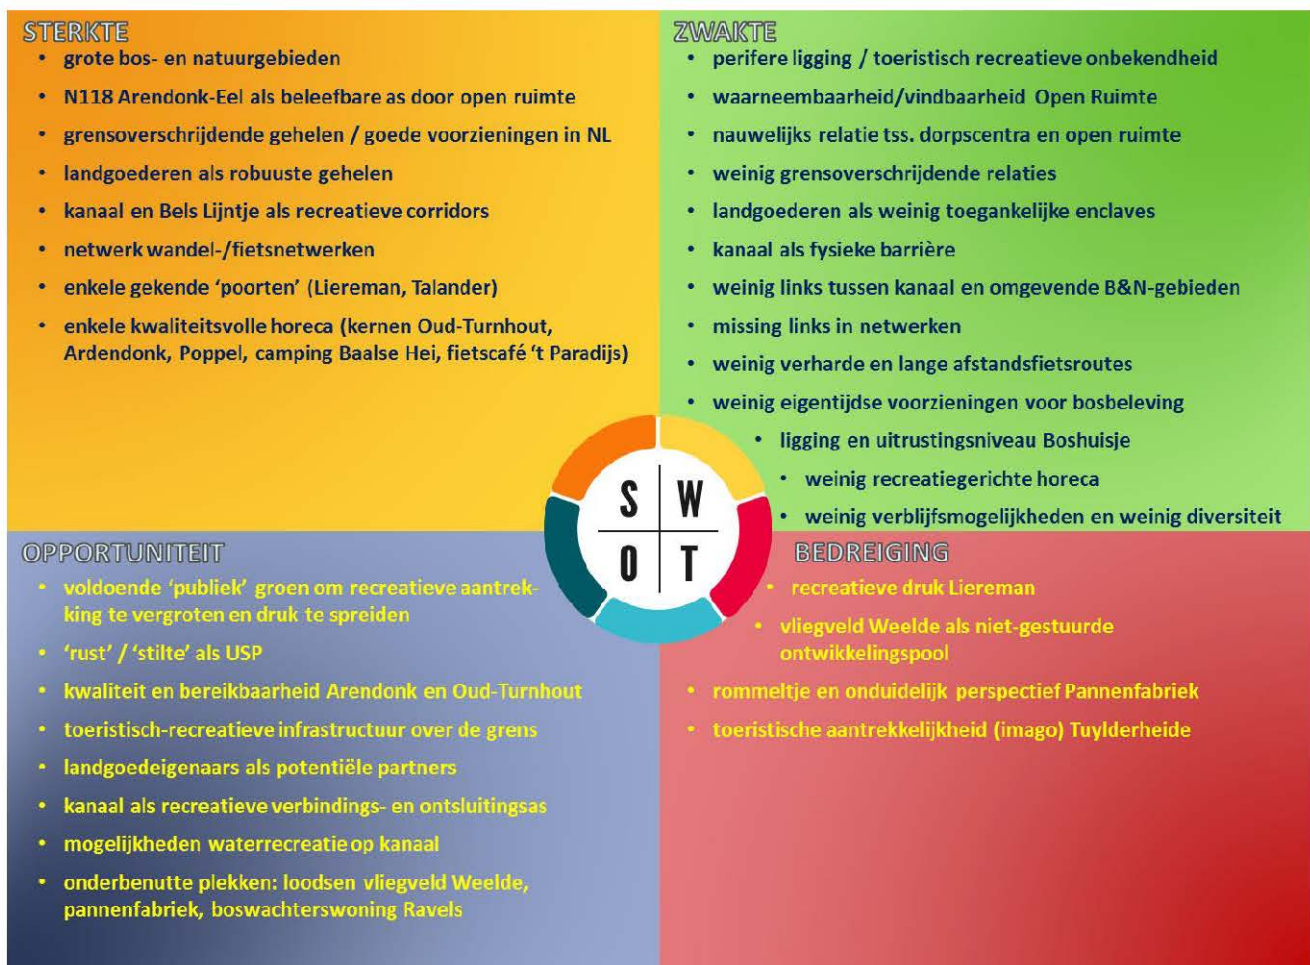 STERKTE
• grote bos- en natuurgebieden
• N118 Arendonk-Eel als beleefbare as door open ruimte
• grensoverschrijdende gehelen / goede voorzieningen in NL
• landgoederen als robuuste gehelen
• kanaal en Bels Lijntje als recreatieve corridors
• netwerk wandel-/fietsnetwerken
• enkele gekende ‘poorten’ (Liereman, Talander)
• enkele kwaliteitsvolle horeca (kernen Oud-Turnhout,
Ardendonk, Poppel, camping Baalse Hei, fietscafé ‘t Paradijs)
ZWAKTE
• perifere ligging / toeristisch recreatieve onbekendheid
• waarneembaarheid/vindbaarheid Open Ruimte
• nauwelijks relatie tss. dorpscentra en open ruimte
• weinig grensoverschrijdende relaties
• landgoederen als weinig toegankelijke enclaves
• kanaal als fysieke barrière
• weinig links tussen kanaal en omgevende B&N-gebieden
• missing links in netwerken
• weinig verharde en lange afstandsfietsroutes
• weinig eigentijdse voorzieningen voor bosbeleving
• ligging en uitrustingsniveau Boshuisje
• weinig recreatiegerichte horeca
• weinig verblijfsmogelijkheden en weinig diversiteit
S W
O T
OPPORTUNITEIT
• voldoende ‘publiek’ groen om recreatieve aantrek-
king te vergroten en druk te spreiden
• ‘rust’ / ‘stilte’ als USP
• kwaliteit en bereikbaarheid Arendonk en Oud-Turnhout
• toeristisch-recreatieve infrastructuur over de grens
• landgoedeigenaars als potentiële partners
• kanaal als recreatieve verbindings- en ontsluitingsas
• mogelijkheden waterrecreatie op kanaal
• onderbenutte plekken: loodsen vliegveld Weelde,
pannenfabriek, boswachterswoning Ravels
BEDREIGING
• recreatieve druk Liereman
• vliegveld Weelde als niet-gestuurde
ontwikkelingspool
• rommeltje en onduidelijk perspectief Pannenfabriek
• toeristische aantrekkelijkheid (imago) Tuylderheide